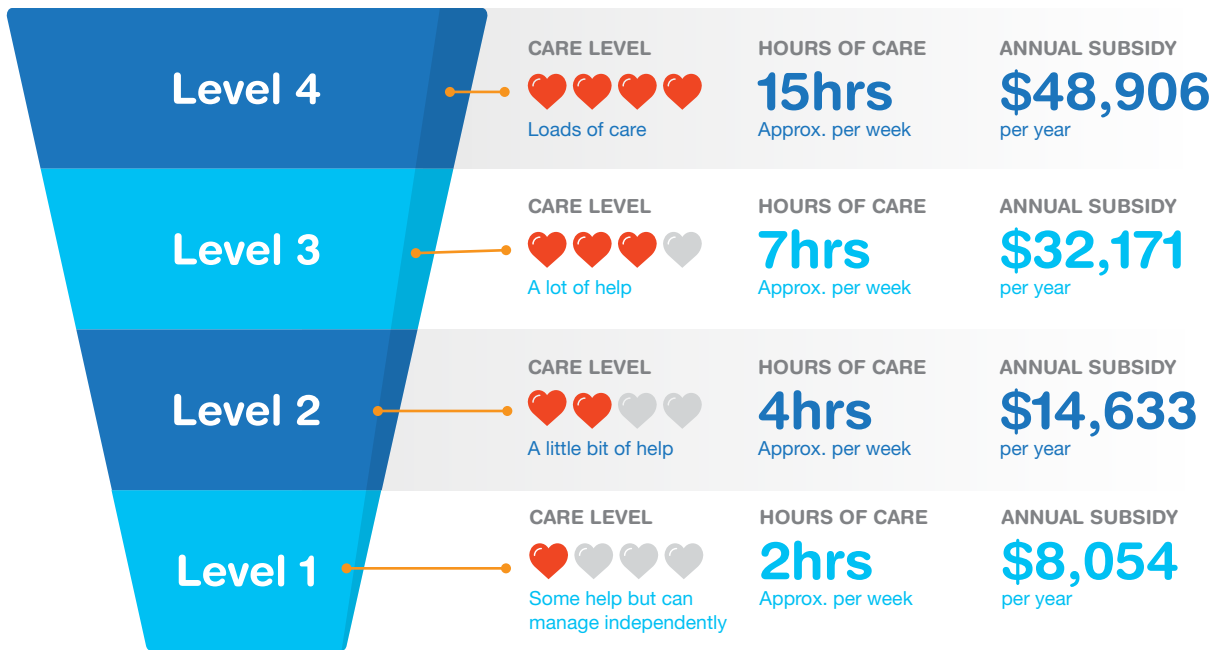 Level 4
CARE LEVEL
Loads of care
HOURS OF CARE
15hrs
Approx. per week
ANNUAL SUBSIDY
$48,906
per year
Level 3
CARE LEVEL
A lot of help
HOURS OF CARE
7hrs
Approx. per week
ANNUAL SUBSIDY
$32,171
per year
Level 2
CARE LEVEL
A little bit of help
HOURS OF CARE
4hrs
Approx. per week
ANNUAL SUBSIDY
$14,633
per year
Level 1
CARE LEVEL
Some help but can
manage independently
HOURS OF CARE
2hrs
Approx. per week
ANNUAL SUBSIDY
$8,054
per year